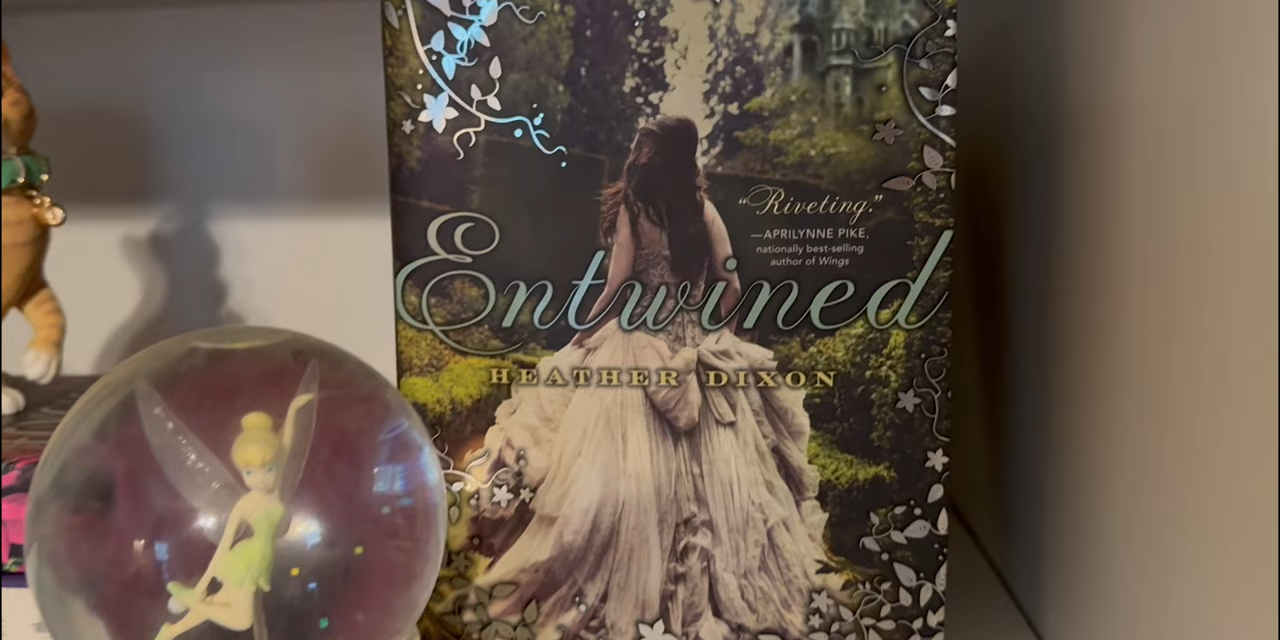 “Riveting.”
—APRILYNNE PIKE,
nationally best-selling
author of Wings
Entwined
HEATHER DIXON